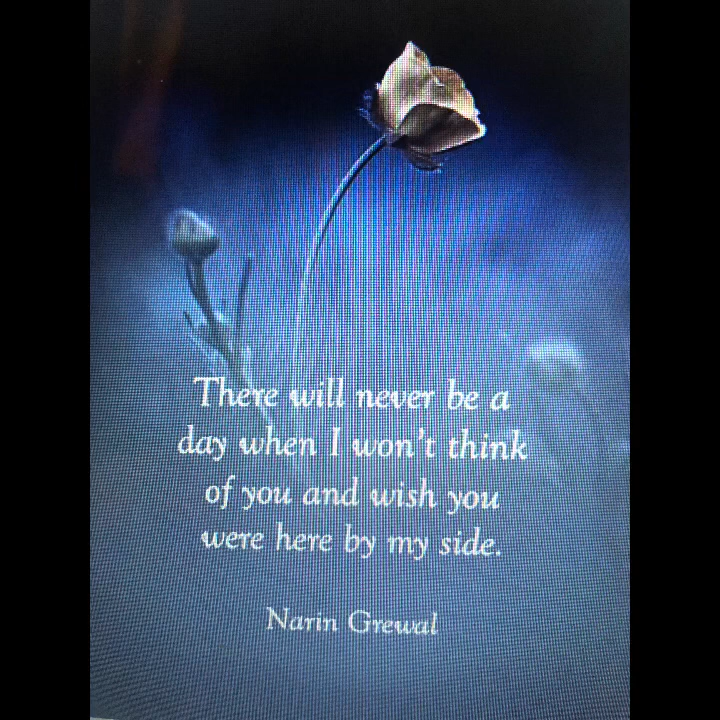 There will never be a
day when I won't think
of you and wish you
were here by my side.
Narin Grewal